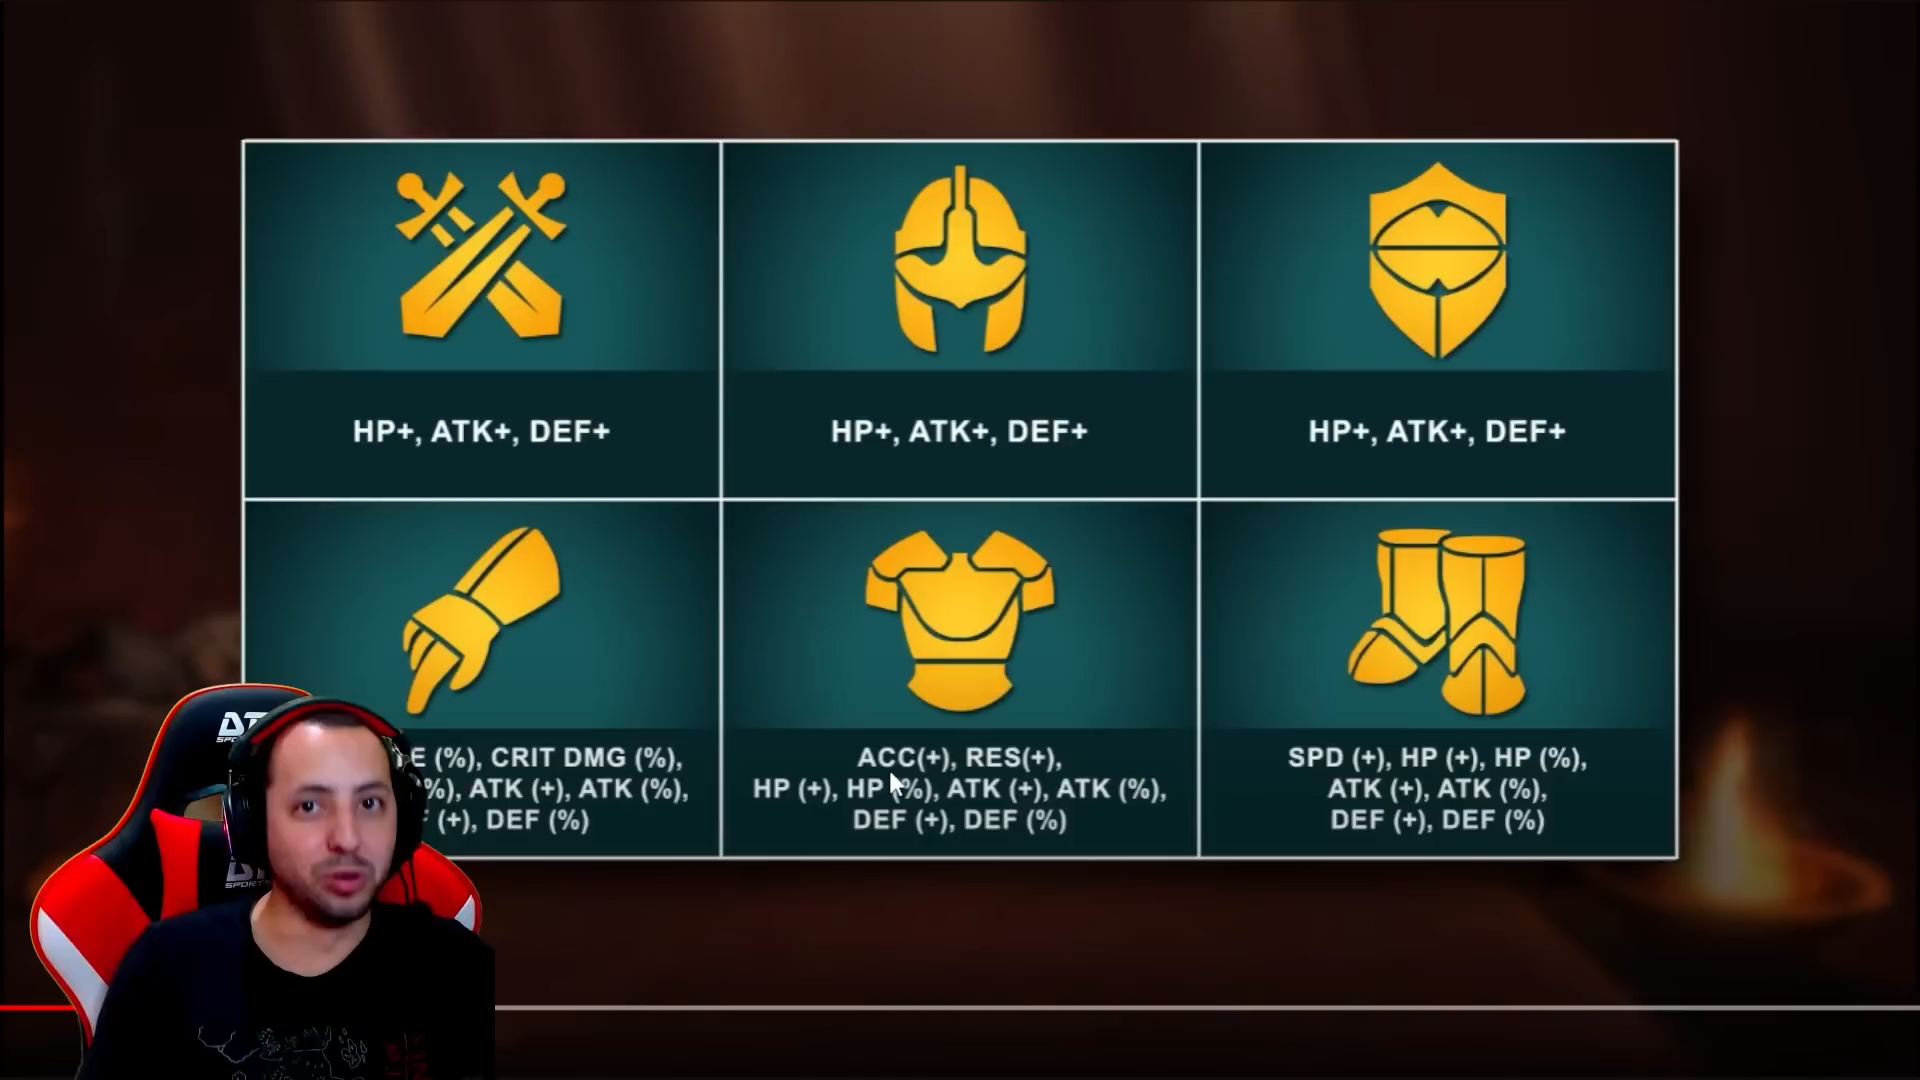 HP+, ATK+, DEF+
HP+, ATK+, DEF+
HP+, ATK+, DEF+
(%), CRIT DMG (%),
ATK (+), ATK (%),
(+), DEF (%)
ACC(+), RES(+),
HP (+), HP (%), ATK (+), ATK (%),
DEF (+), DEF (%)
SPD (+), HP (+), HP (%),
ATK (+), ATK (%),
DEF (+), DEF (%)